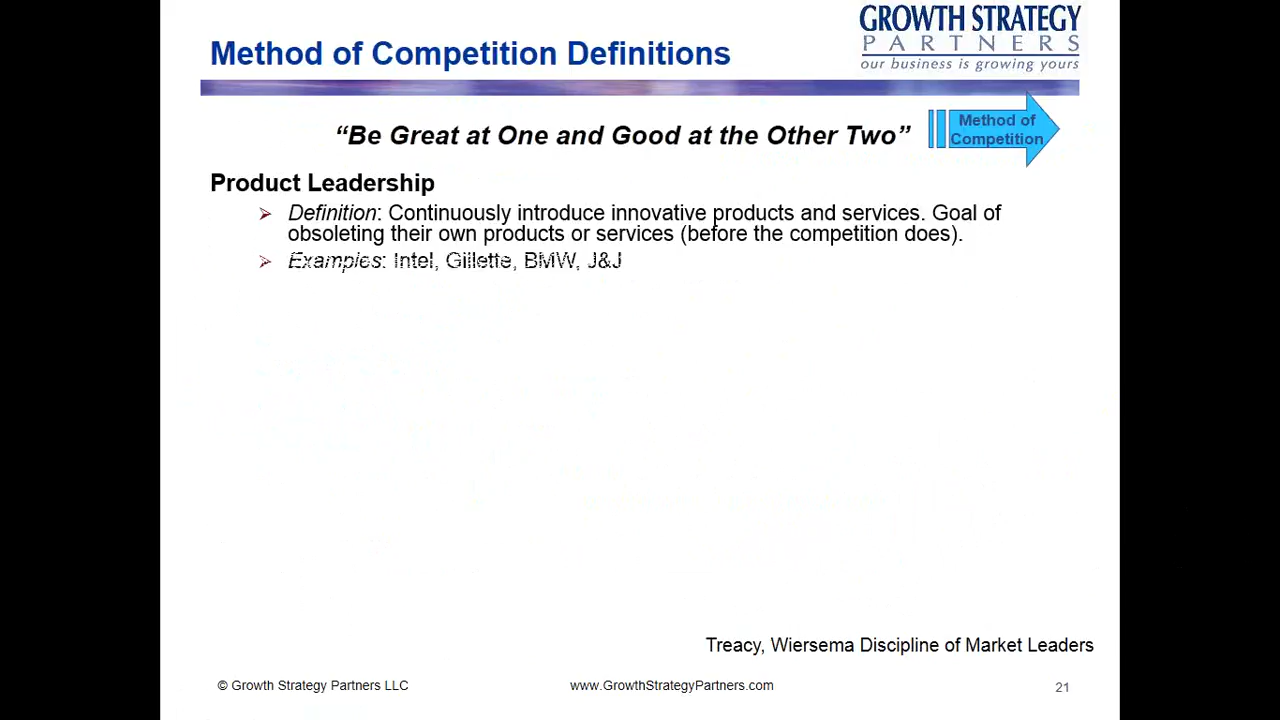 GROWTH STRATEGY
PARTNERS
our business is growing yours
Method of Competition Definitions
“Be Great at One and Good at the Other Two”
Method of
Competition
Product Leadership
Definition: Continuously introduce innovative products and services. Goal of
obsoleting their own products or services (before the competition does).
Examples: Intel, Gillette, BMW, J&J
Treacy, Wiersema Discipline of Market Leaders
© Growth Strategy Partners LLC
www.GrowthStrategyPartners.com
21